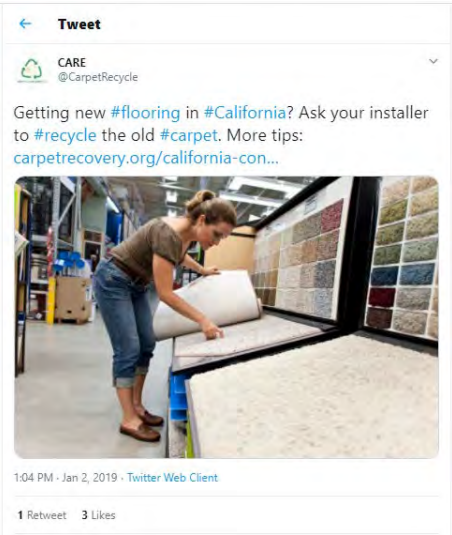 Tweet
CARE
@CarpetRecycle
Getting new #flooring in #California? Ask your installer
to #recycle the old #carpet. More tips:
carpetrecovery.org/california-con...
1:04 PM · Jan 2, 2019 · Twitter Web Client
1 Retweet 3 Likes